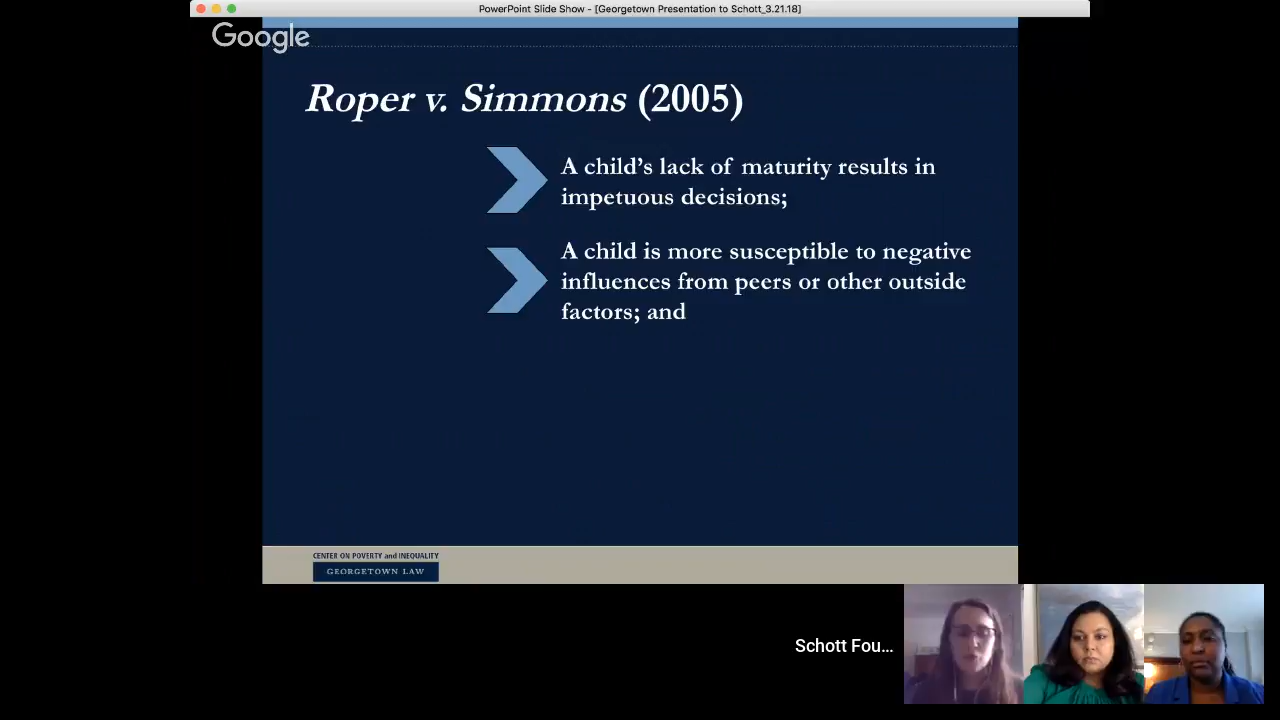 PowerPoint Slide Show - [Georgetown Presentation to Schott_3.21.18]
Google
Roper v. Simmons (2005)
A child’s lack of maturity results in
impetuous decisions;
A child is more susceptible to negative
influences from peers or other outside
factors; and
CENTER ON POVERTY and INEQUALITY
GEORGETOWN LAW
Schott Fou...